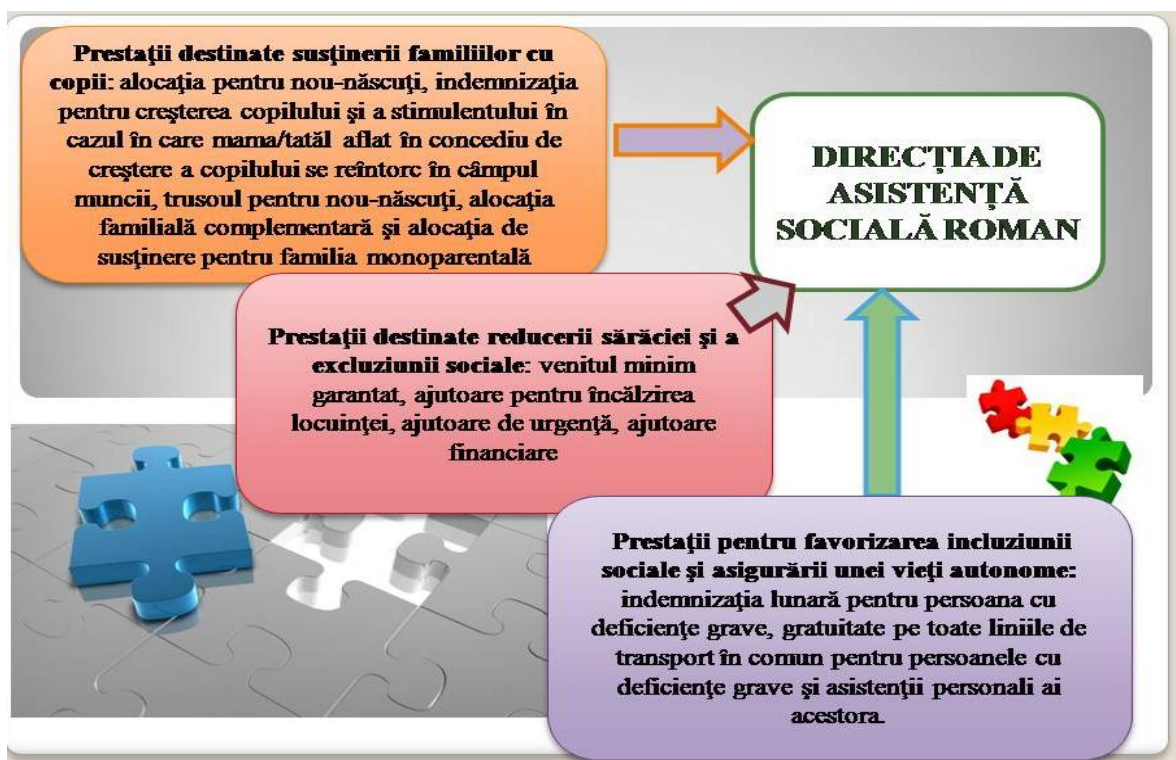 Prestaţii destinate susţinerii familiilor cu
copii: alocaţia pentru nou-născuţi, indemnizaţia
pentru creşterea copilului şi a stimulentului în
cazul în care mama/tatăl aflat în concediu de
creştere a copilului se reîntorc în câmpul
muncii, trusoul pentru nou-născuţi, alocaţia
familială complementară şi alocaţia de
susţinere pentru familia monoparentală
DIRECȚIA DE
ASISTENȚĂ
SOCIALĂ ROMAN
Prestaţii destinate reducerii sărăciei şi a
excluziunii sociale: venitul minim
garantat, ajutoare pentru încălzirea
locuinţei, ajutoare de urgenţă, ajutoare
financiare
Prestaţii pentru favorizarea incluziunii
sociale şi asigurării unei vieţi autonome:
indemnizaţia lunară pentru persoana cu
deficienţe grave, gratuitate pe toate liniile de
transport în comun pentru persoanele cu
deficienţe grave şi asistenţii personali ai
acestora.